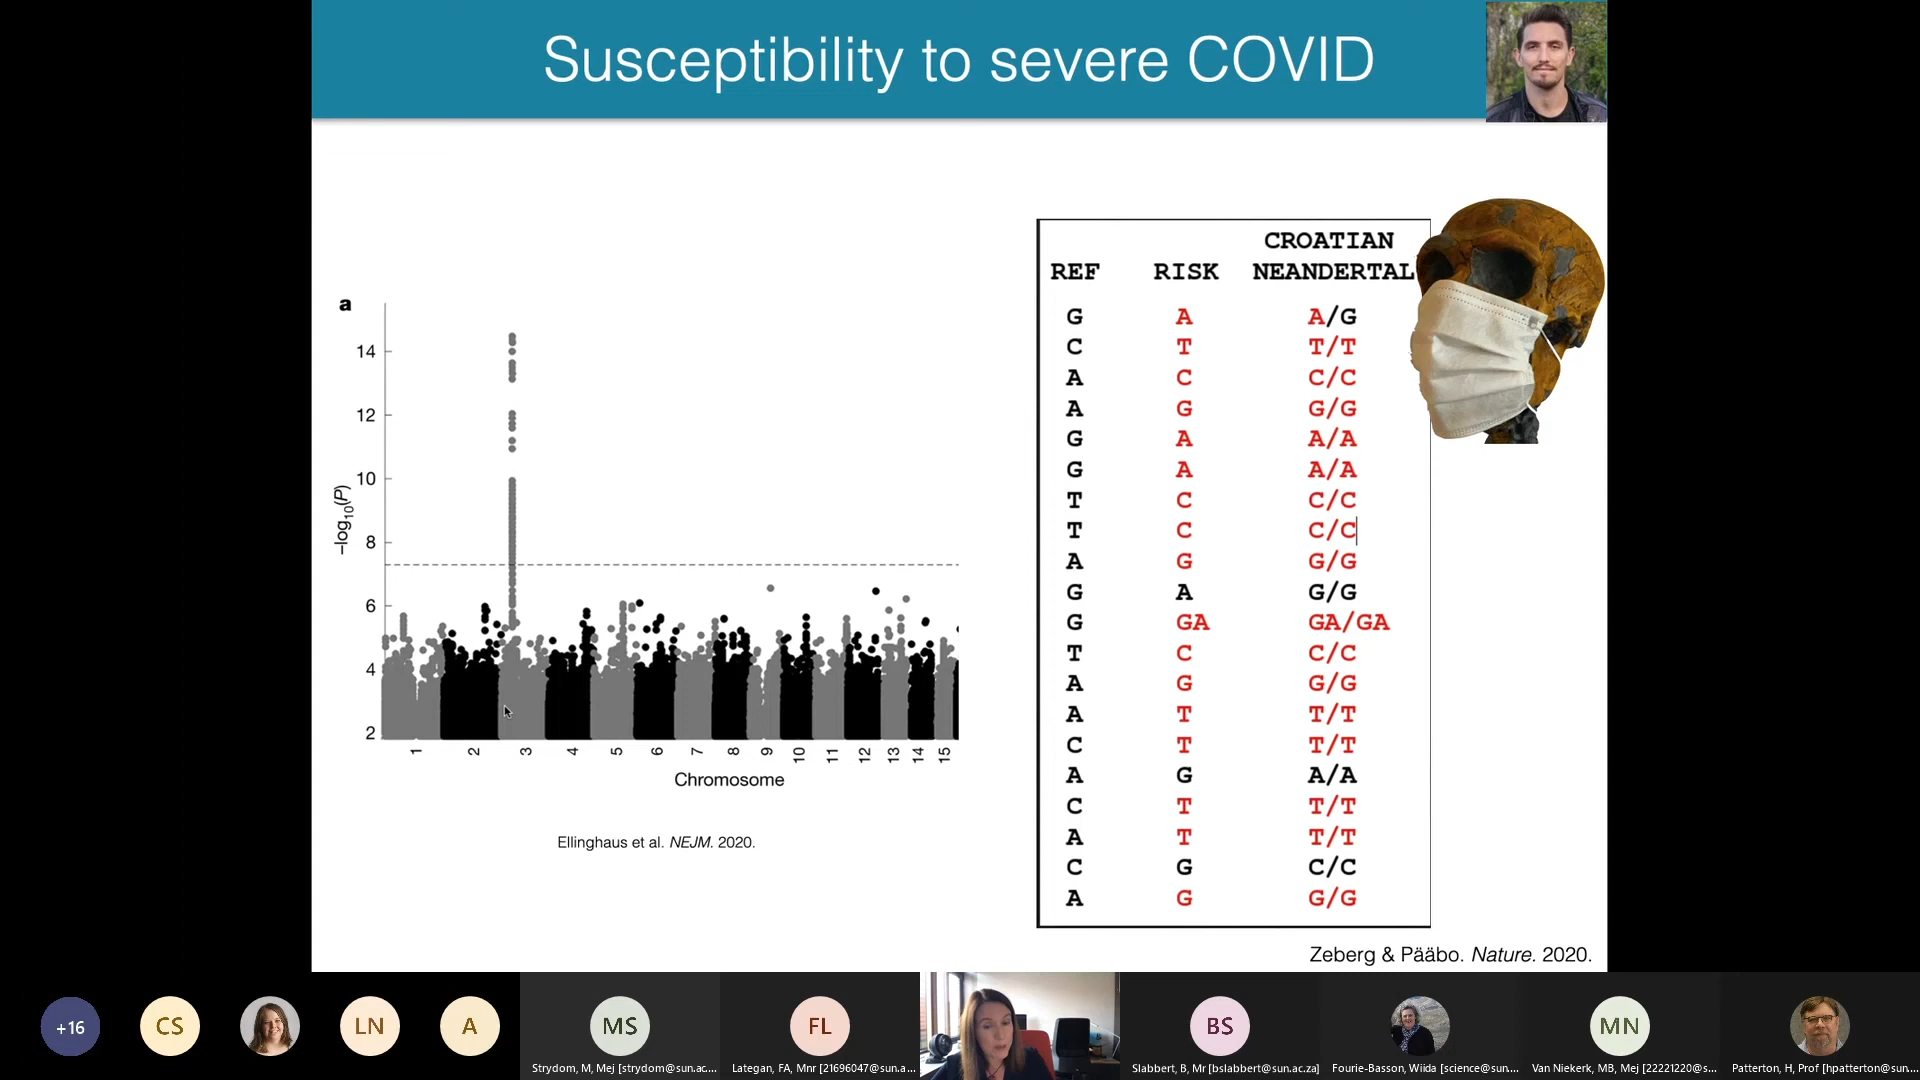 Susceptibility to severe COVID
a
14
12
10
8
6
4
2
–log10(P)
1 2 3 4 5 6 7 8 9 10 11 12 13 14 15
Chromosome
Ellinghaus et al. NEJM. 2020.
CROATIAN
REF RISK NEANDERTAL
G A A/G
C T T/T
A C C/C
A G G/G
G A A/A
G A A/A
T C C/C
T C C/C
A G G/G
G A G/G
G GA GA/GA
T C C/C
A G G/G
A T T/T
C T T/T
A G A/A
C T T/T
A T T/T
C G C/C
A G G/G
Zeberg & Pääbo. Nature. 2020.
+16 CS LN A MS FL BS MN
Strydom, M, Mej [strydom@sun.ac.... Lategan, FA, Mnr [21696047@sun.a... Slabbert, B, Mr [bslabbert@sun.ac.za] Fourie-Basson, Wiida [science@sun.... Van Niekerk, MB, Mej [22221220@s... Patterton, H, Prof [hpatterton@sun....